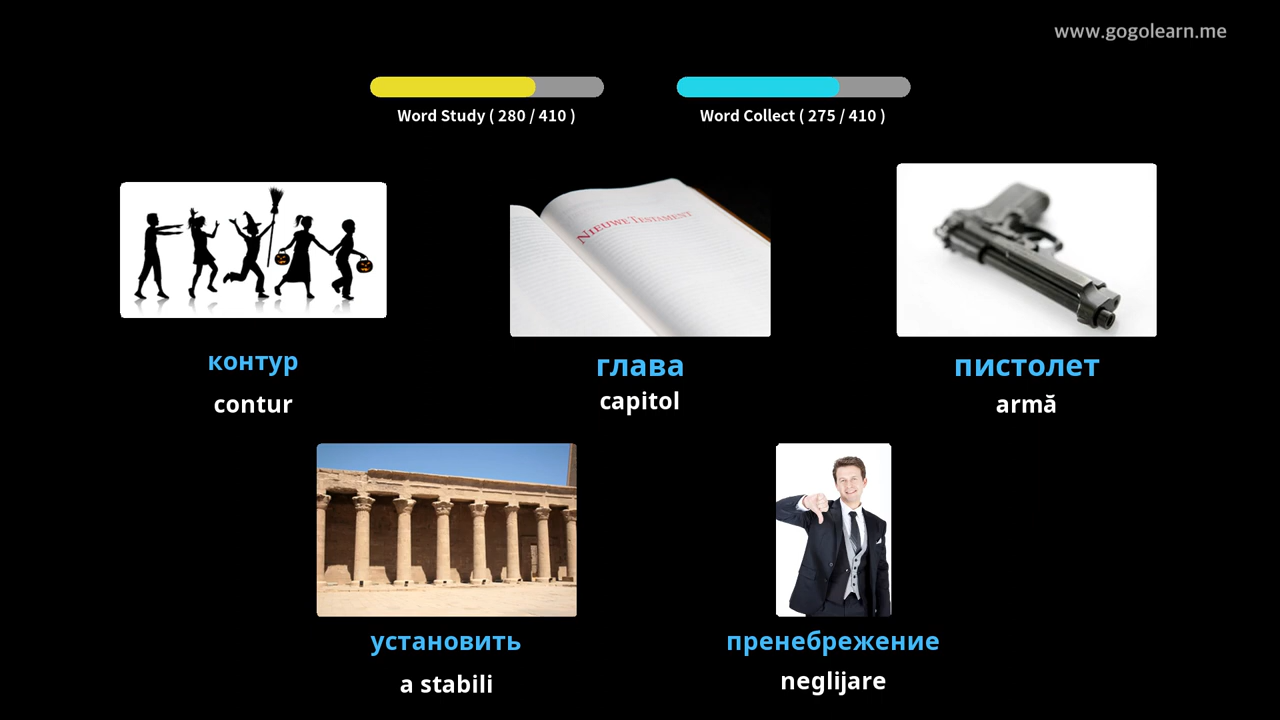 www.gogolearn.me
Word Study ( 280 / 410 )
Word Collect ( 275 / 410 )
NIEUWE TESTAMENT
контур
contur
глава
capitol
пистолет
armă
установить
a stabili
пренебрежение
neglijare